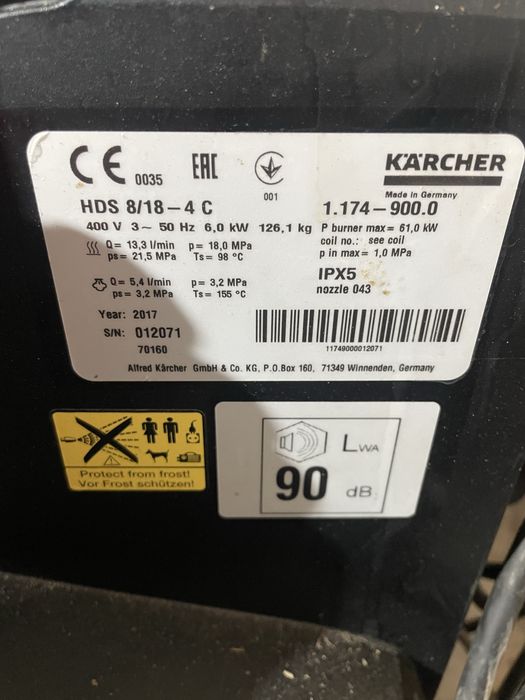 CE 0035 EAC 001
KÄRCHER
Made in Germany
HDS 8/18-4 C 1.174-900.0
400 V 3~ 50 Hz 6,0 kW 126,1 kg P burner max= 61,0 kW
Q= 13,3 l/min p= 18,0 MPa coil no.: see coil
ps= 21,5 MPa Ts= 98 °C p in max= 1,0 MPa
Q= 5,4 l/min p= 3,2 MPa IPX5
ps= 3,2 MPa Ts= 155 °C nozzle 043
Year: 2017
S/N: 012071
70160 11749000012071
Alfred Kärcher GmbH & Co. KG, P.O.Box 160, 71349 Winnenden, Germany
Protect from frost!
Vor Frost schützen!
LWA
90 dB